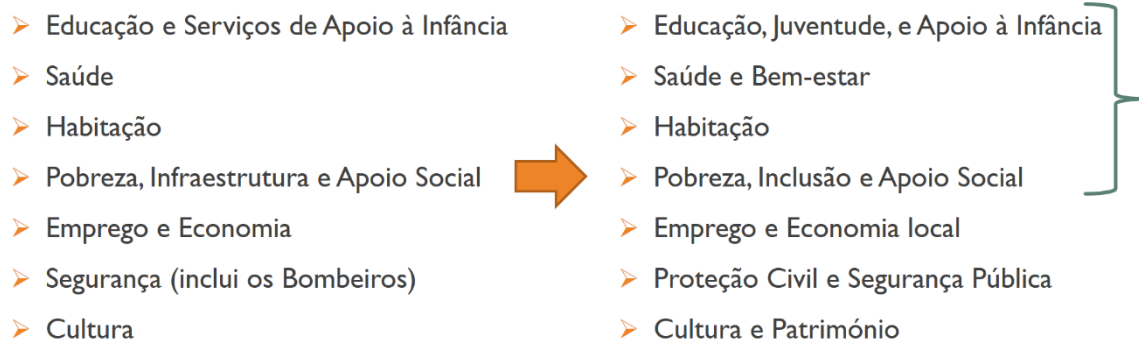 Educação e Serviços de Apoio à Infância
Saúde
Habitação
Pobreza, Infraestrutura e Apoio Social
Emprego e Economia
Segurança (inclui os Bombeiros)
Cultura
Educação, Juventude, e Apoio à Infância
Saúde e Bem-estar
Habitação
Pobreza, Inclusão e Apoio Social
Emprego e Economia local
Proteção Civil e Segurança Pública
Cultura e Património